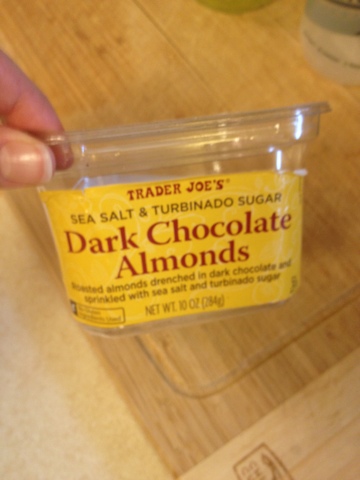 TRADER JOE'S®
SEA SALT & TURBINADO SUGAR
Dark Chocolate
Almonds
Roasted almonds drenched in dark chocolate and
sprinkled with sea salt and turbinado sugar
NET WT. 10 OZ (284g)